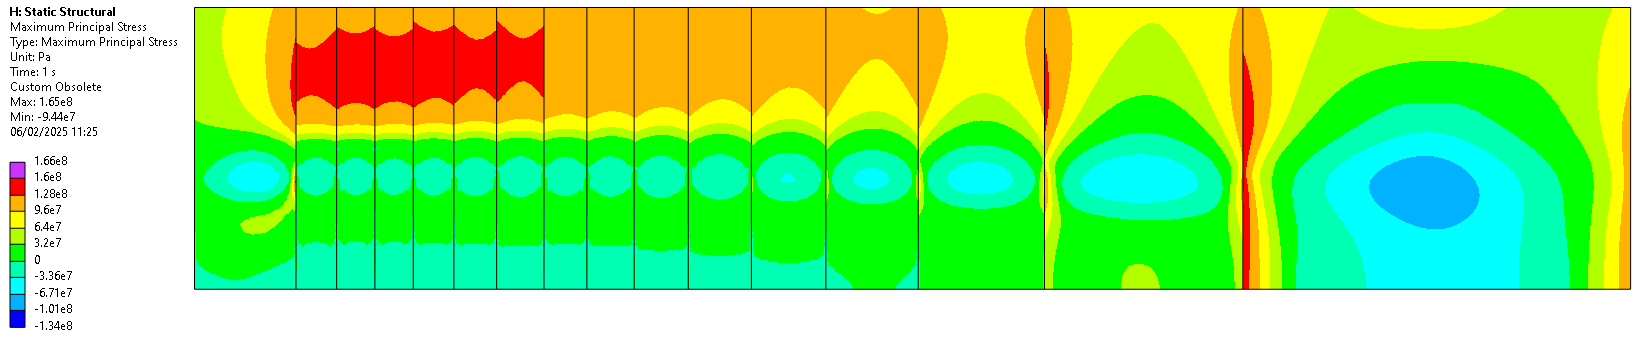 H: Static Structural
Maximum Principal Stress
Type: Maximum Principal Stress
Unit: Pa
Time: 1 s
Custom Obsolete
Max: 1.65e8
Min: -9.44e7
06/02/2025 11:25
1.66e8
1.6e8
1.28e8
9.6e7
6.4e7
3.2e7
0
-3.36e7
-6.71e7
-1.01e8
-1.34e8